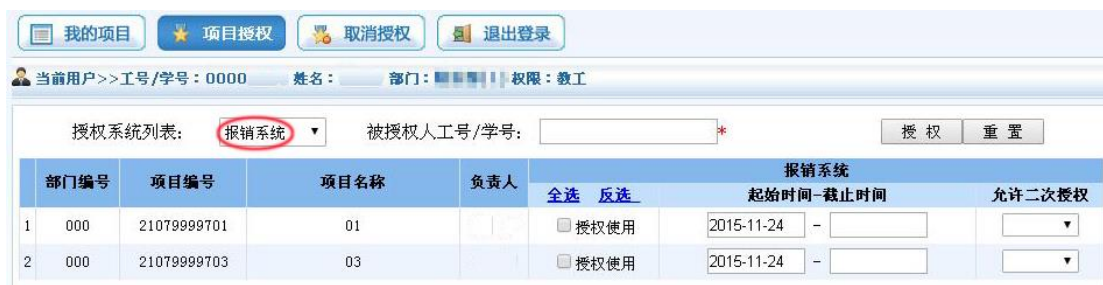 我的项目 项目授权 取消授权 退出登录
当前用户>>工号/学号：0000 姓名： 部门： 权限：教工
授权系统列表： 报销系统 ▼ 被授权人工号/学号： * 授 权 重 置
部门编号 项目编号 项目名称 负责人 报销系统
全选 反选 起始时间-截止时间 允许二次授权
1 000 21079999701 01 授权使用 2015-11-24 - ▼
2 000 21079999703 03 授权使用 2015-11-24 - ▼